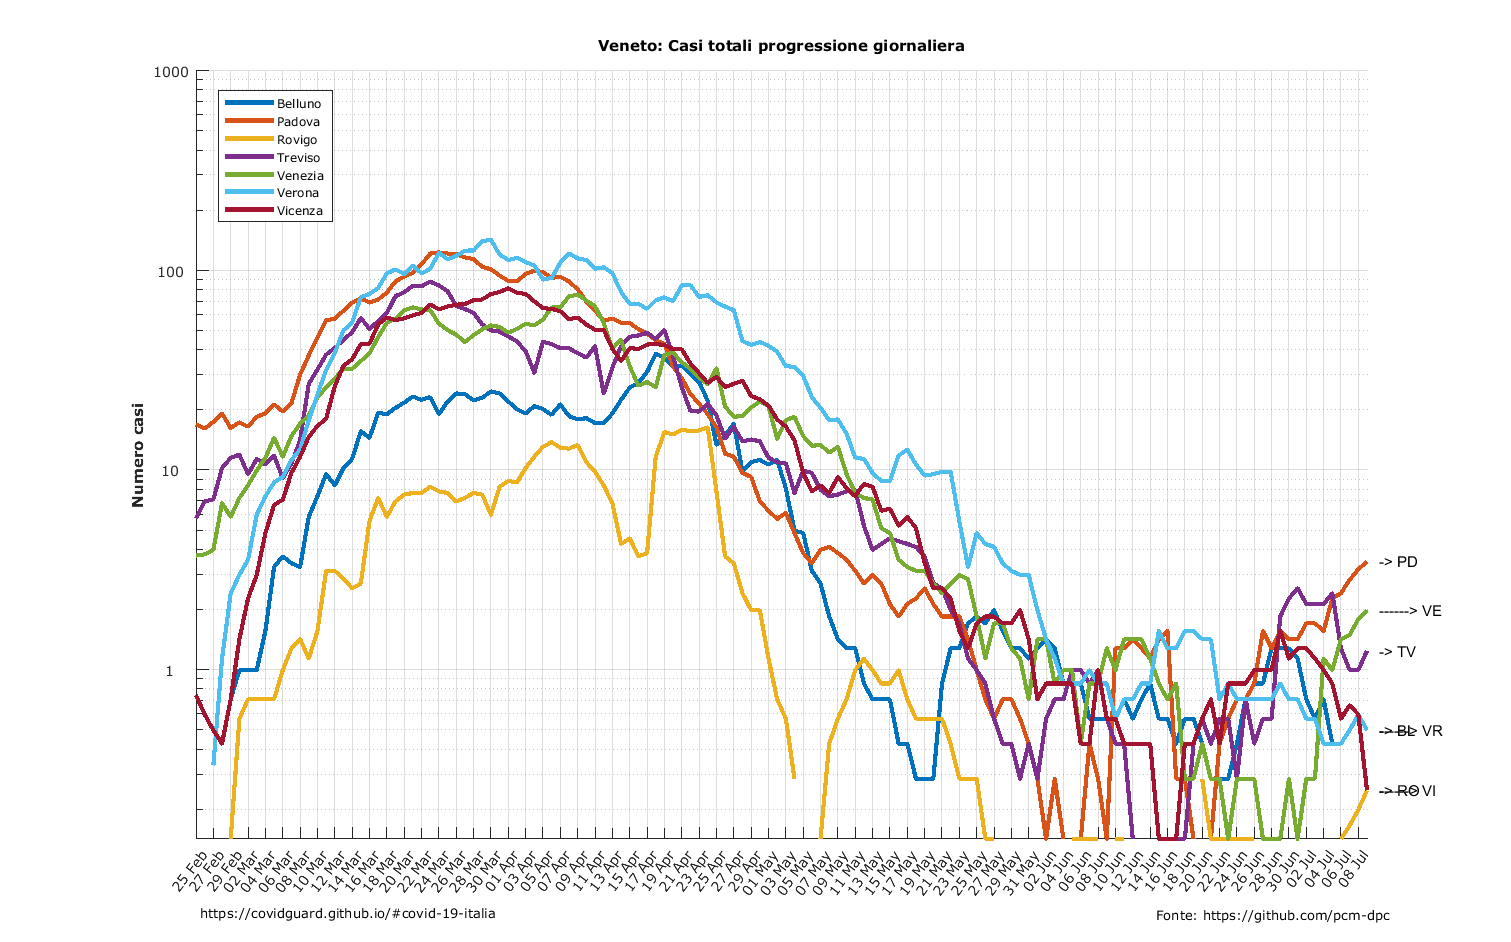 Veneto: Casi totali progressione giornaliera
1000
100
10
1
Numero casi
Belluno
Padova
Rovigo
Treviso
Venezia
Verona
Vicenza
-> PD
------> VE
-> TV
-> BL
VR
-> RO
VI
25 Feb
27 Feb
29 Feb
02 Mar
04 Mar
06 Mar
08 Mar
10 Mar
12 Mar
14 Mar
16 Mar
18 Mar
20 Mar
22 Mar
24 Mar
26 Mar
28 Mar
30 Mar
01 Apr
03 Apr
05 Apr
07 Apr
09 Apr
11 Apr
13 Apr
15 Apr
17 Apr
19 Apr
21 Apr
23 Apr
25 Apr
27 Apr
29 Apr
01 May
03 May
05 May
07 May
09 May
11 May
13 May
15 May
17 May
19 May
21 May
23 May
25 May
27 May
29 May
31 May
02 Jun
04 Jun
06 Jun
08 Jun
10 Jun
12 Jun
14 Jun
16 Jun
18 Jun
20 Jun
22 Jun
24 Jun
26 Jun
28 Jun
30 Jun
02 Jul
04 Jul
06 Jul
08 Jul
https://covidguard.github.io/#covid-19-italia
Fonte: https://github.com/pcm-dpc